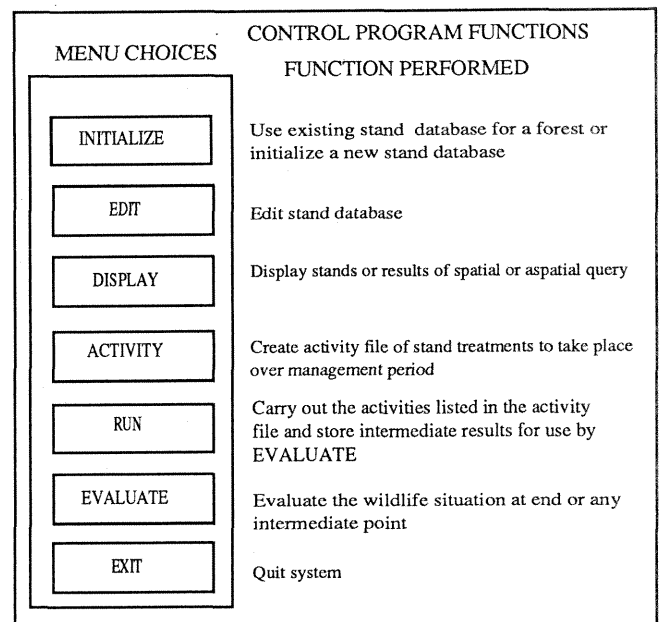 CONTROL PROGRAM FUNCTIONS
MENU CHOICES
FUNCTION PERFORMED
INITIALIZE
Use existing stand database for a forest or
initialize a new stand database
EDIT
Edit stand database
DISPLAY
Display stands or results of spatial or aspatial query
ACTIVITY
Create activity file of stand treatments to take place
over management period
RUN
Carry out the activities listed in the activity
file and store intermediate results for use by
EVALUATE
EVALUATE
Evaluate the wildlife situation at end or any
intermediate point
EXIT
Quit system